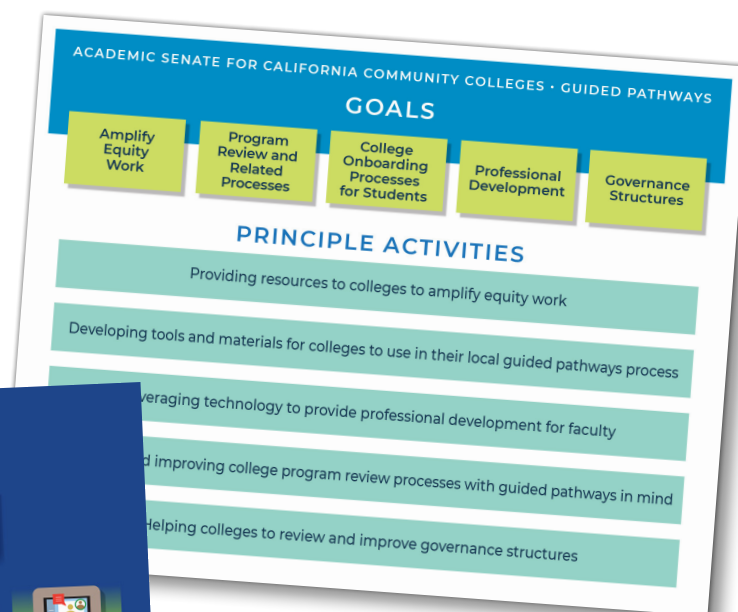 ACADEMIC SENATE FOR CALIFORNIA COMMUNITY COLLEGES • GUIDED PATHWAYS
GOALS
Amplify
Equity
Work
Program
Review and
Related
Processes
College
Onboarding
Processes
for Students
Professional
Development
Governance
Structures
PRINCIPLE ACTIVITIES
Providing resources to colleges to amplify equity work
Developing tools and materials for colleges to use in their local guided pathways process
technology to provide professional development for faculty
improving college program review processes with guided pathways in mind
Helping colleges to review and improve governance structures